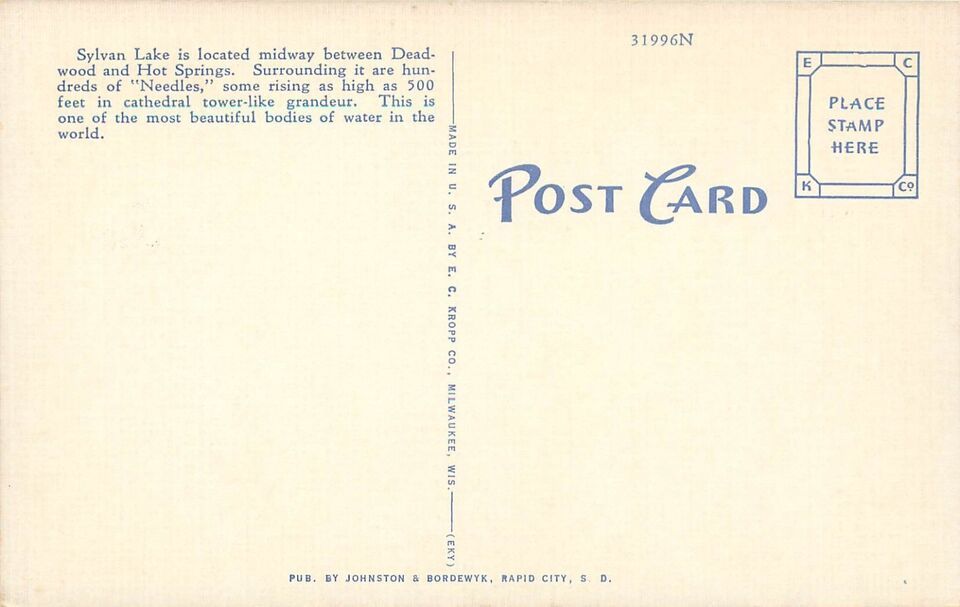 Sylvan Lake is located midway between Dead-
wood and Hot Springs. Surrounding it are hun-
dreds of "Needles," some rising as high as 500
feet in cathedral tower-like grandeur. This is
one of the most beautiful bodies of water in the
world.
MADE IN U. S. A. BY E. C. KROPP CO., MILWAUKEE, WIS.
(EKY)
31996N
POST CARD
E C
PLACE
STAMP
HERE
K Co
PUB. BY JOHNSTON & BORDEWYK, RAPID CITY, S D.